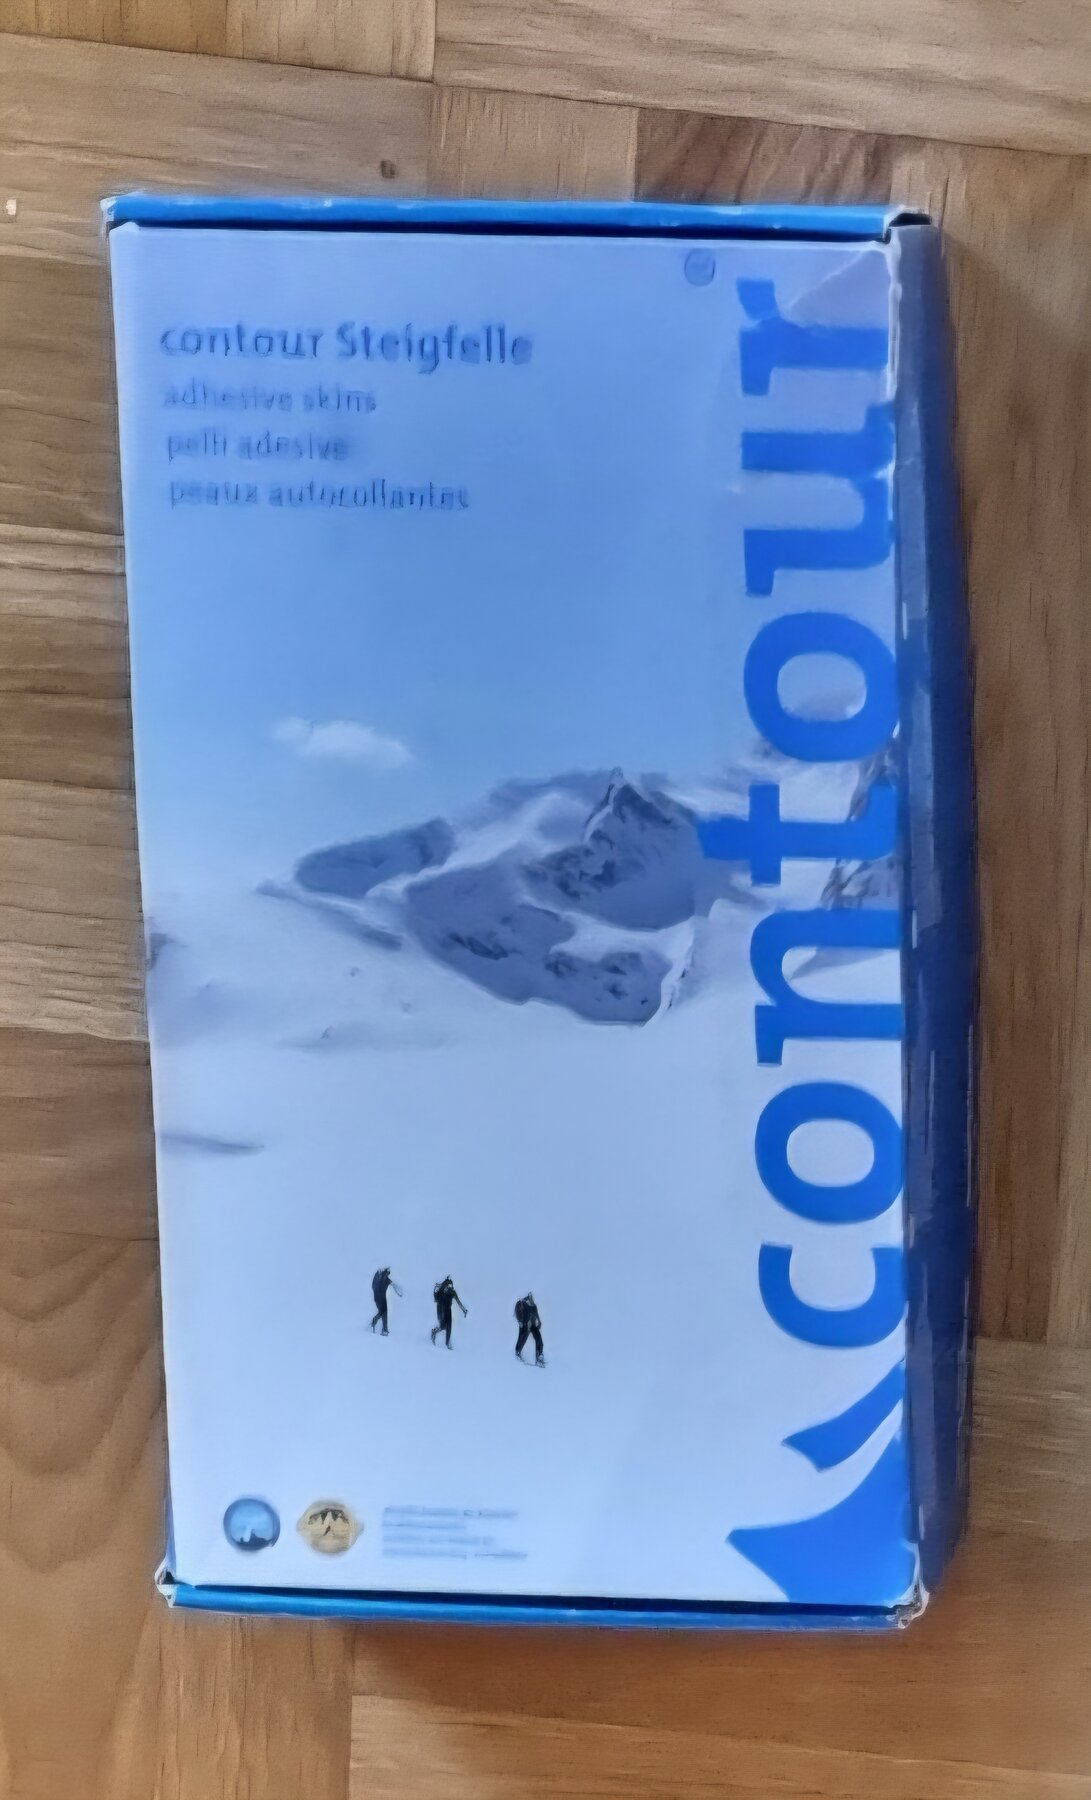 contour Steigfelle
adhesive skins
pelli adesive
peaux autocollantes
contour